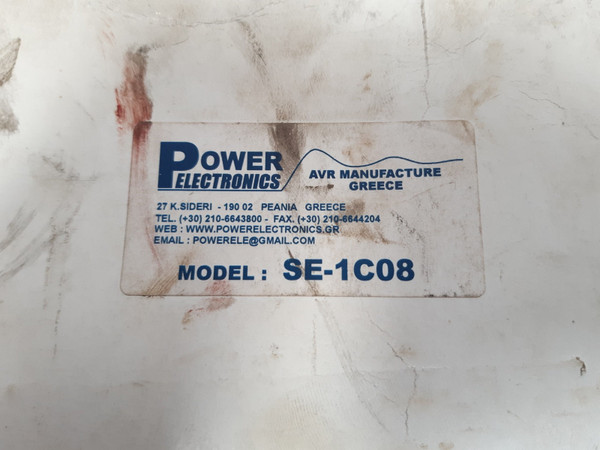 POWER
ELECTRONICS
AVR MANUFACTURE
GREECE
27 K.SIDERI - 190 02 PEANIA GREECE
TEL. (+30) 210-6643800 - FAX. (+30) 210-6644204
WEB : WWW.POWERELECTRONICS.GR
EMAIL : POWERELE@GMAIL.COM
MODEL : SE-1C08